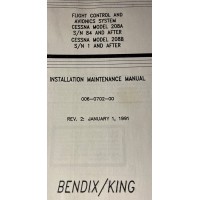 FLIGHT CONTROL AND
AVIONICS SYSTEM
CESSNA MODEL 208A
S/N 84 AND AFTER
CESSNA MODEL 208B
S/N 1 AND AFTER
INSTALLATION MAINTENANCE MANUAL
006-0702-00
REV. 2: JANUARY 1, 1991
BENDIX/KING